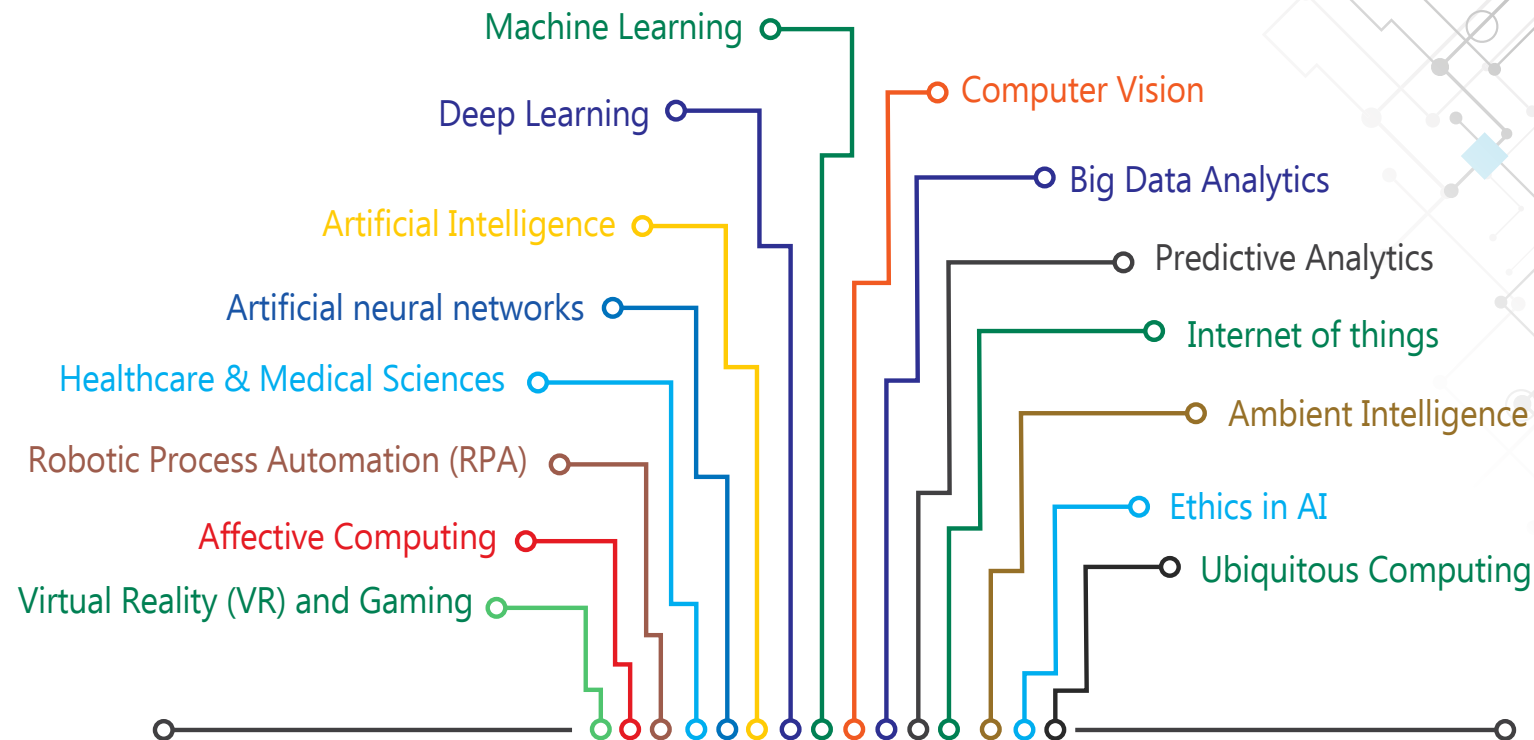 Machine Learning
Computer Vision
Deep Learning
Big Data Analytics
Artificial Intelligence
Predictive Analytics
Artificial neural networks
Internet of things
Healthcare & Medical Sciences
Ambient Intelligence
Robotic Process Automation (RPA)
Ethics in AI
Affective Computing
Ubiquitous Computing
Virtual Reality (VR) and Gaming